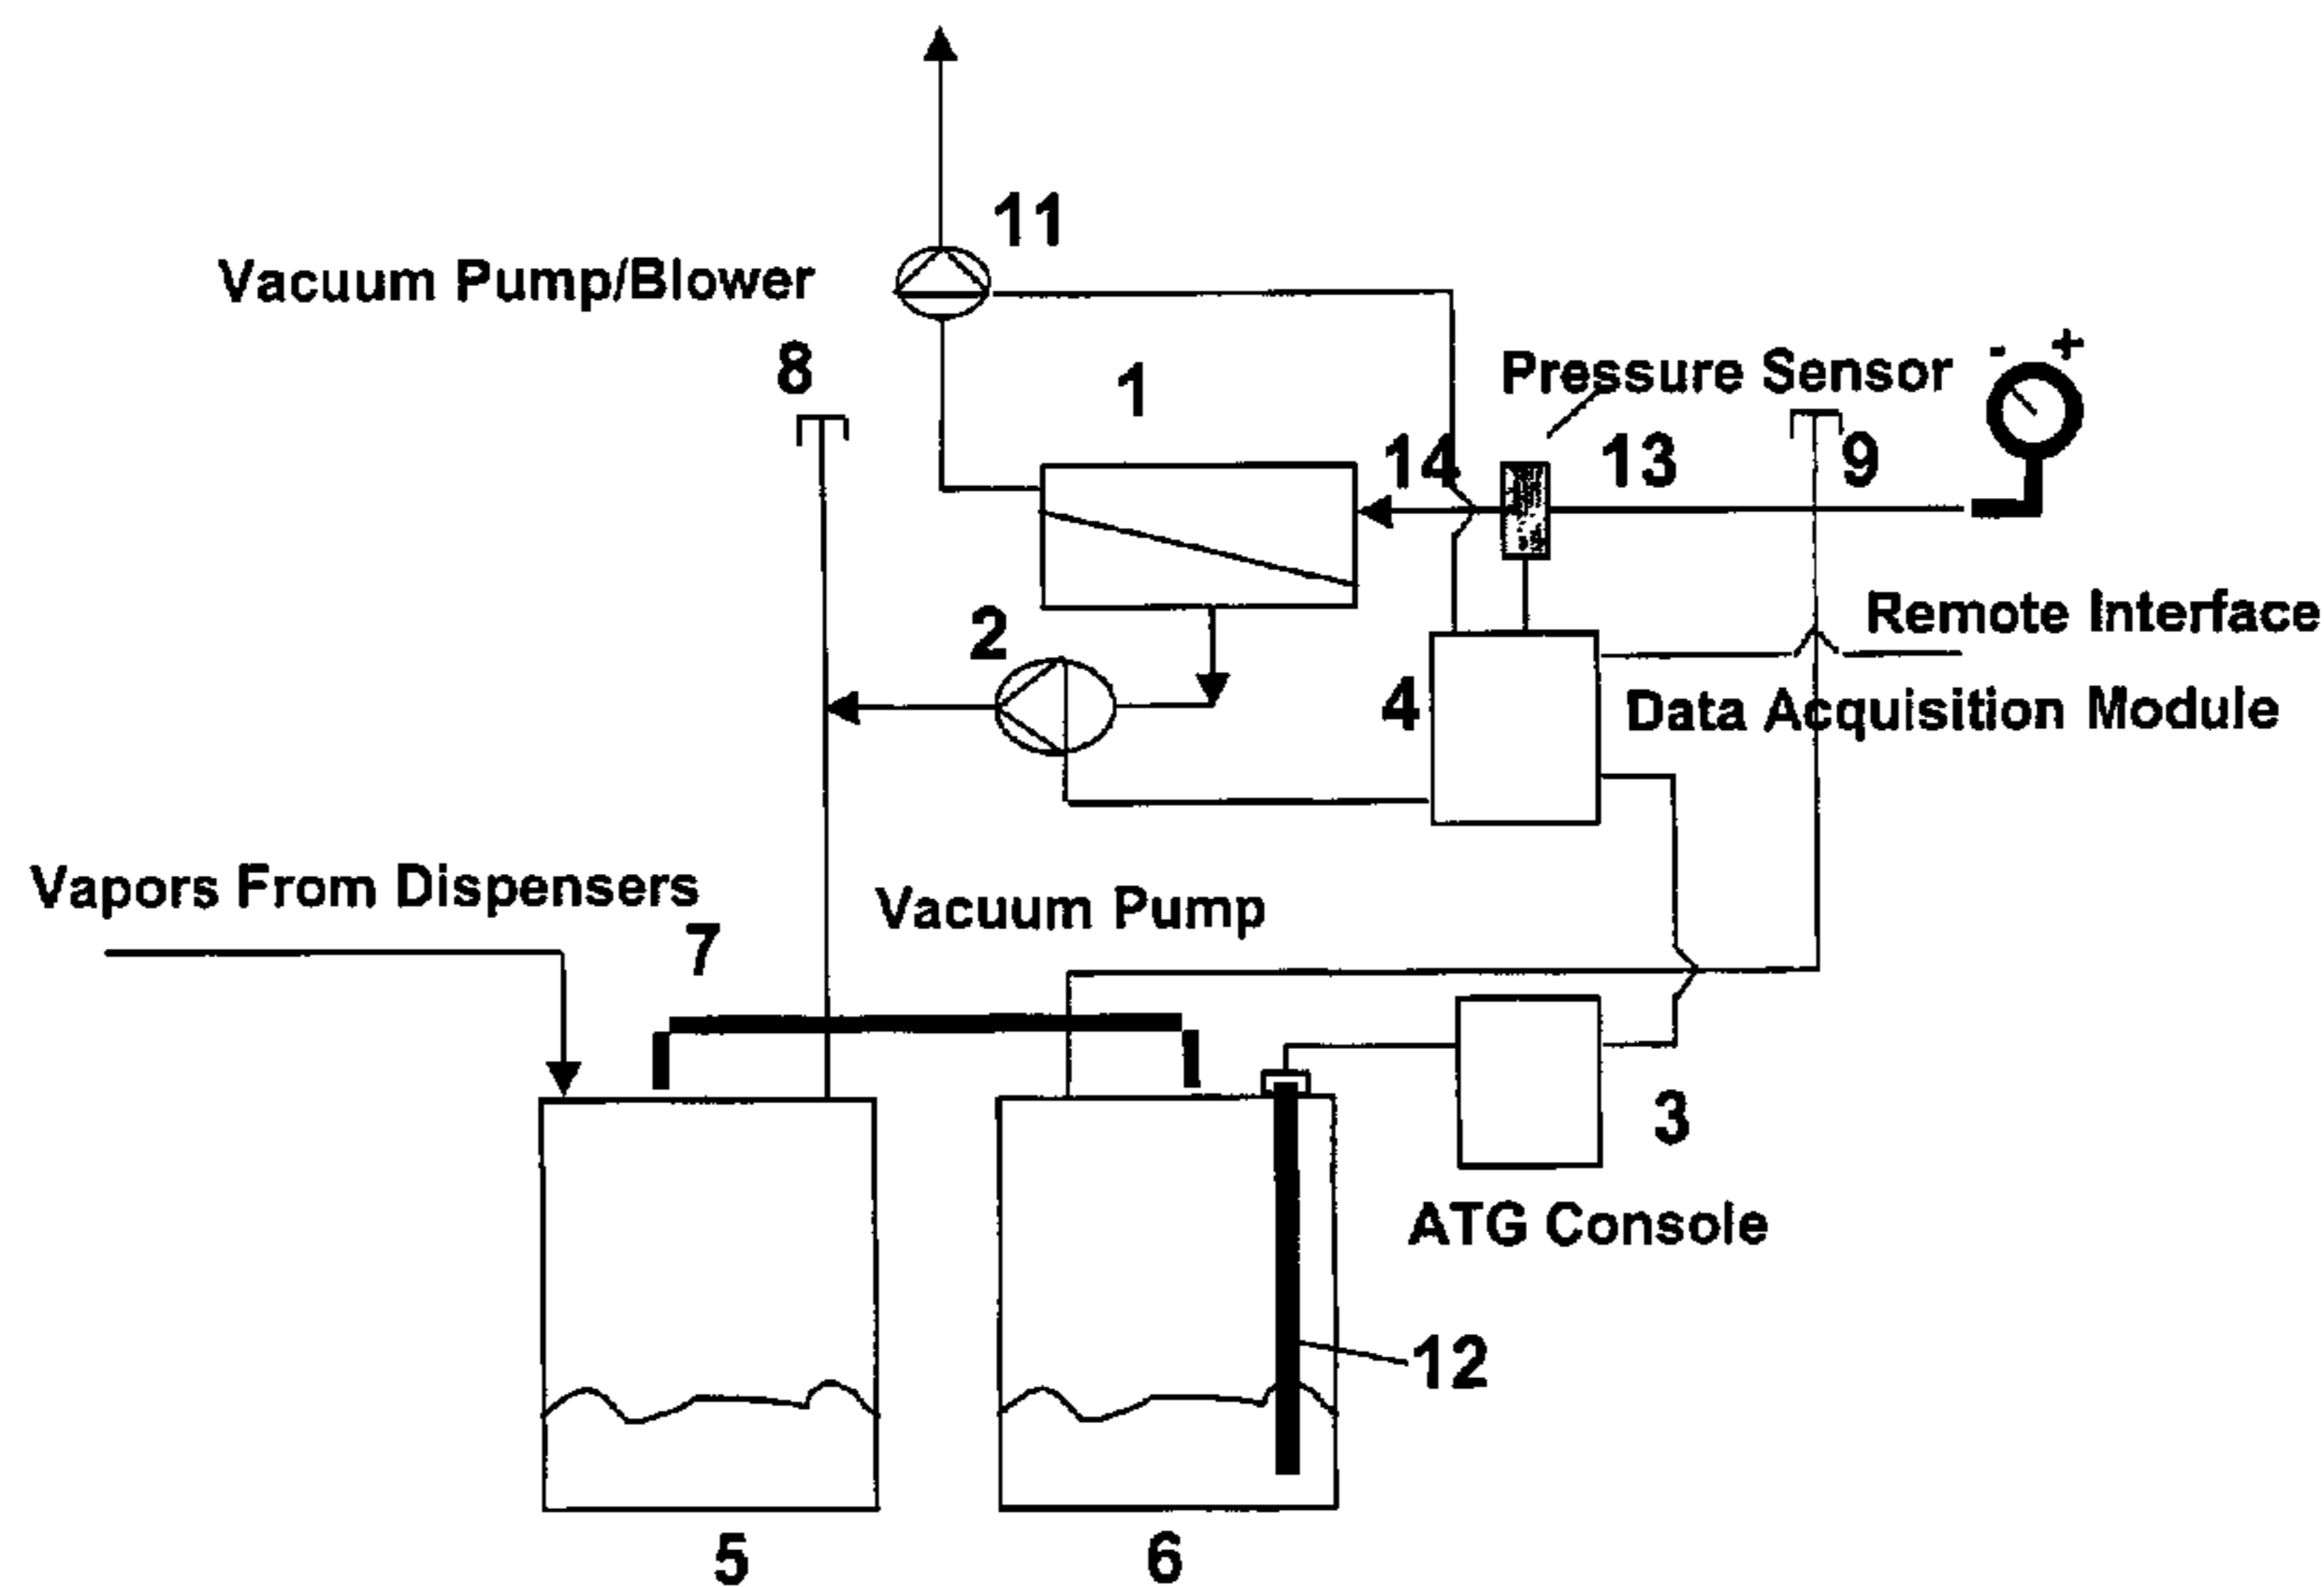 11
Vacuum Pump/Blower
8
1
Pressure Sensor
- +
14
13
9
2
Remote Interface
4
Data Acquisition Module
Vapors From Dispensers
Vacuum Pump
7
3
ATG Console
12
5
6